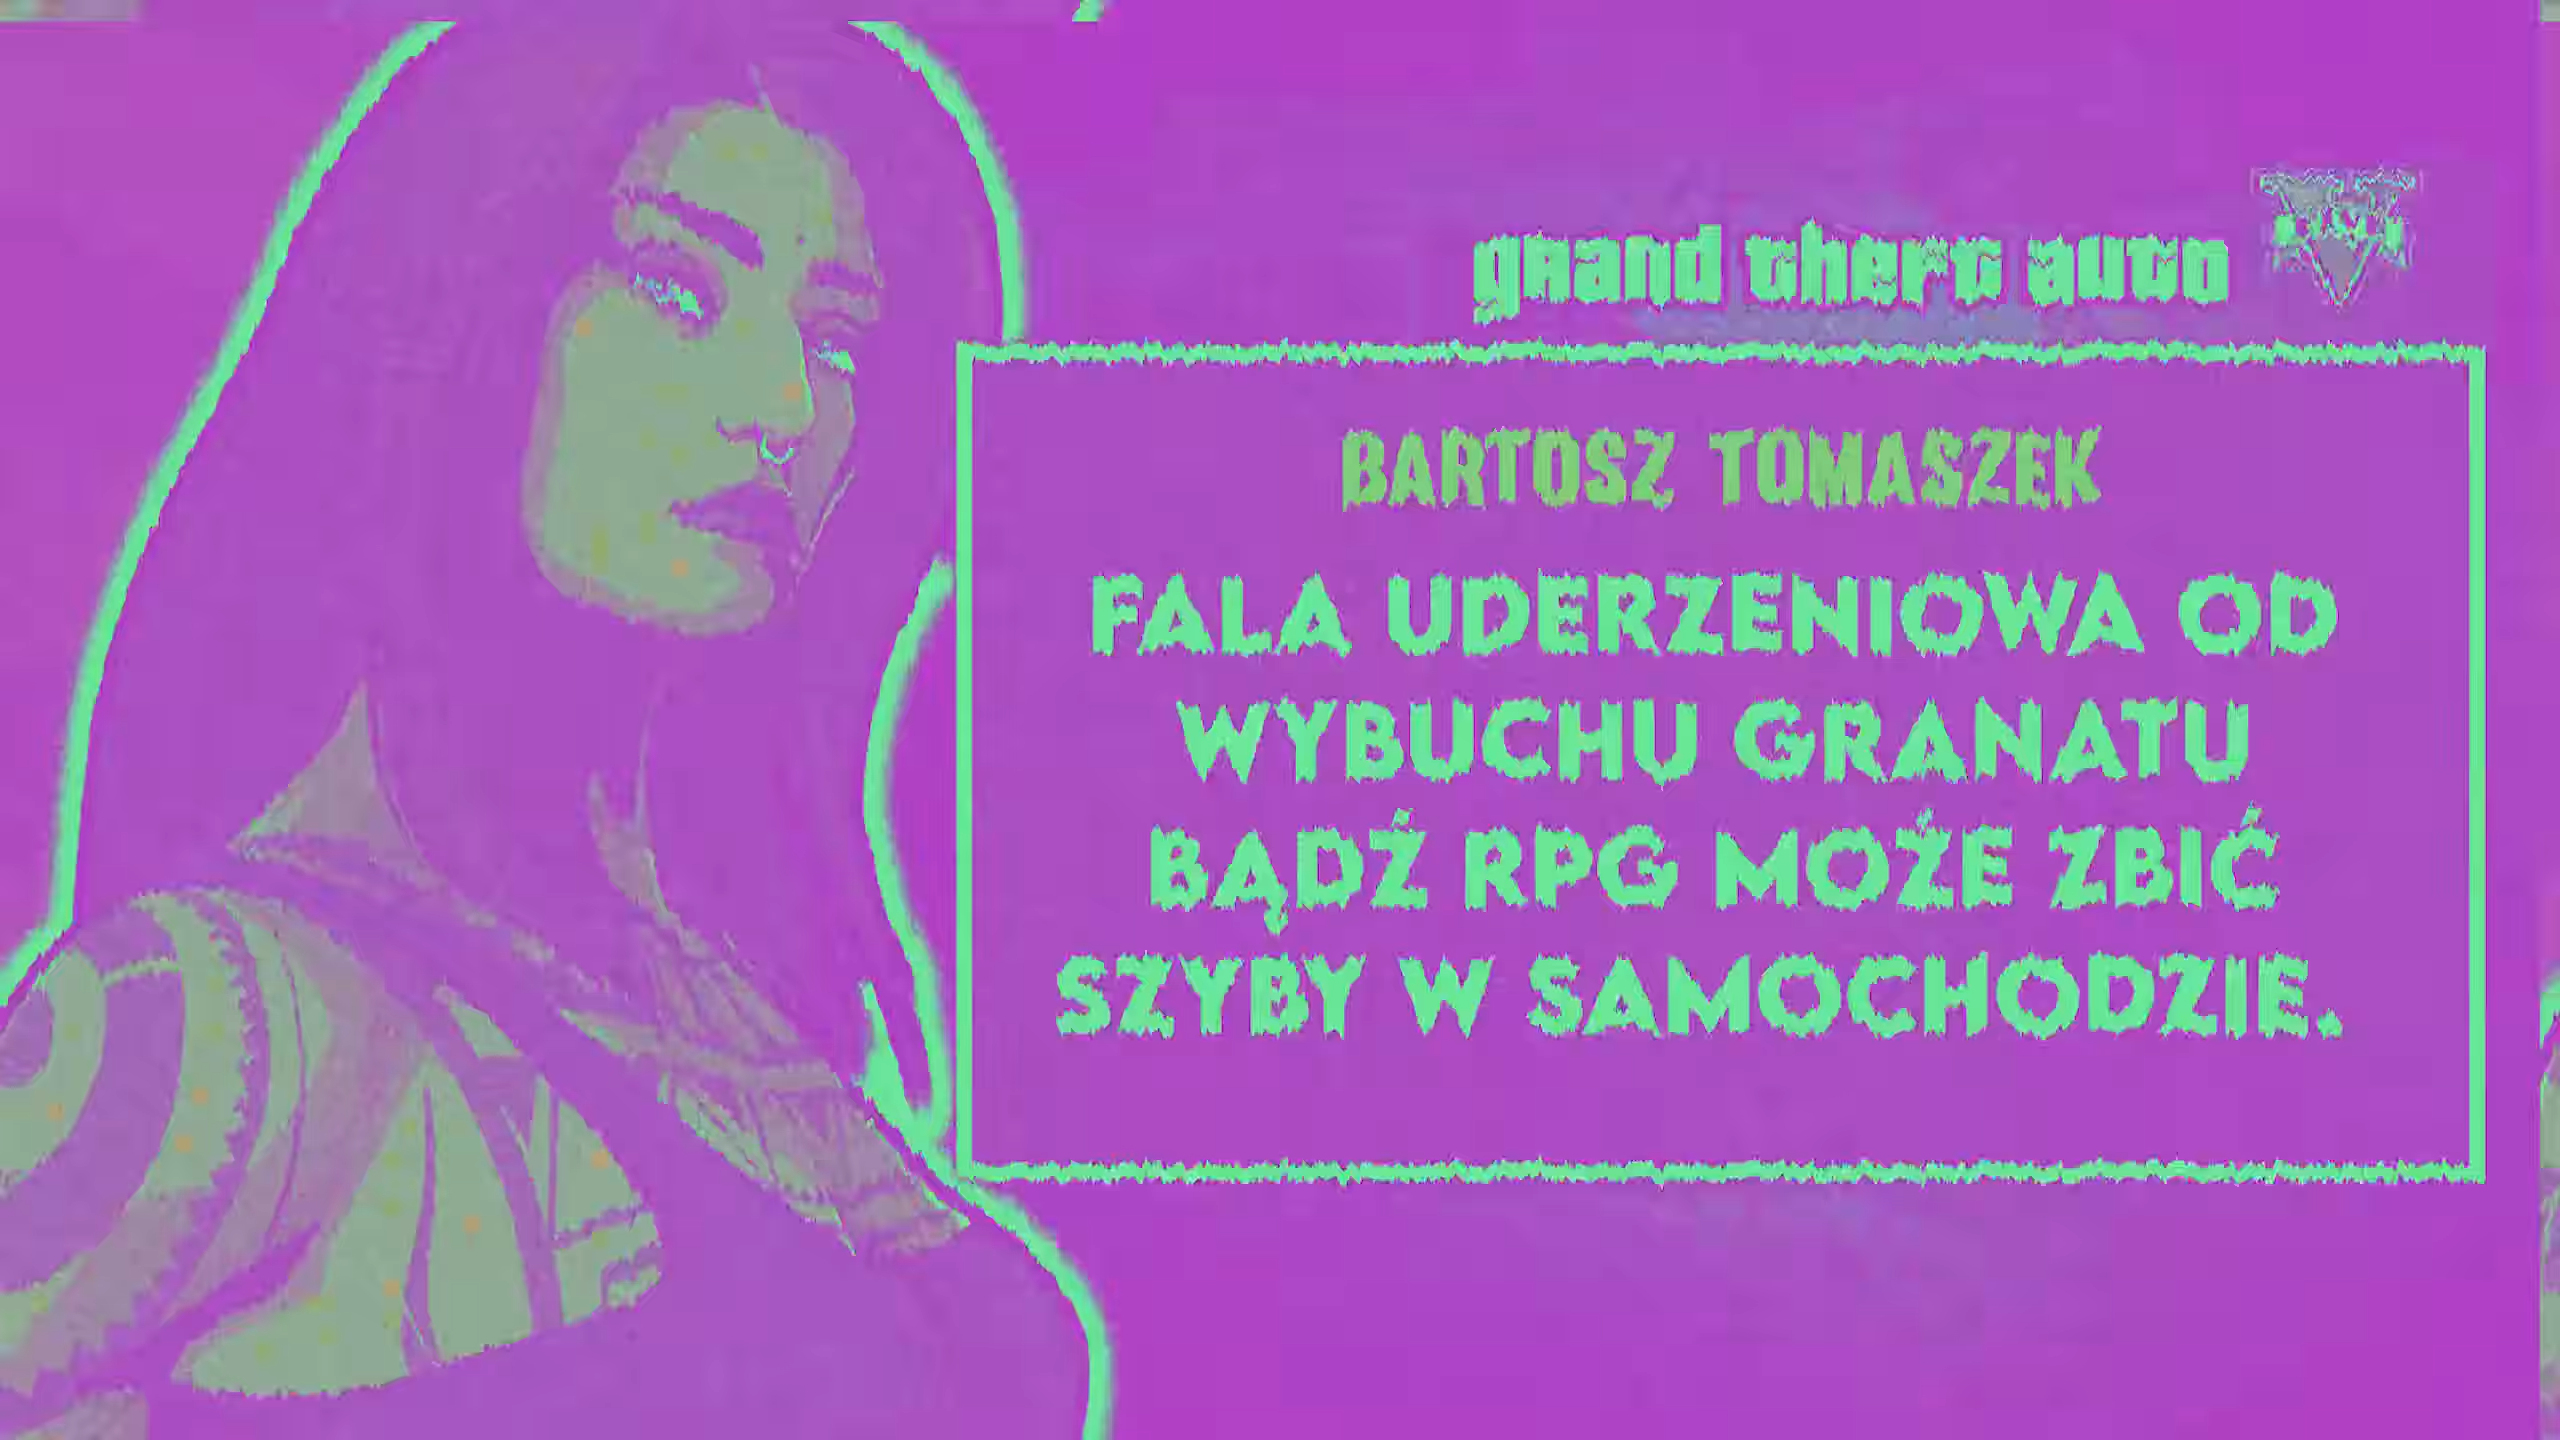 grand theft auto
BARTOSZ TOMASZEK
FALA UDERZENIOWA OD
WYBUCHU GRANATU
BĄDŹ RPG MOŻE ZBIĆ
SZYBY W SAMOCHODZIE.